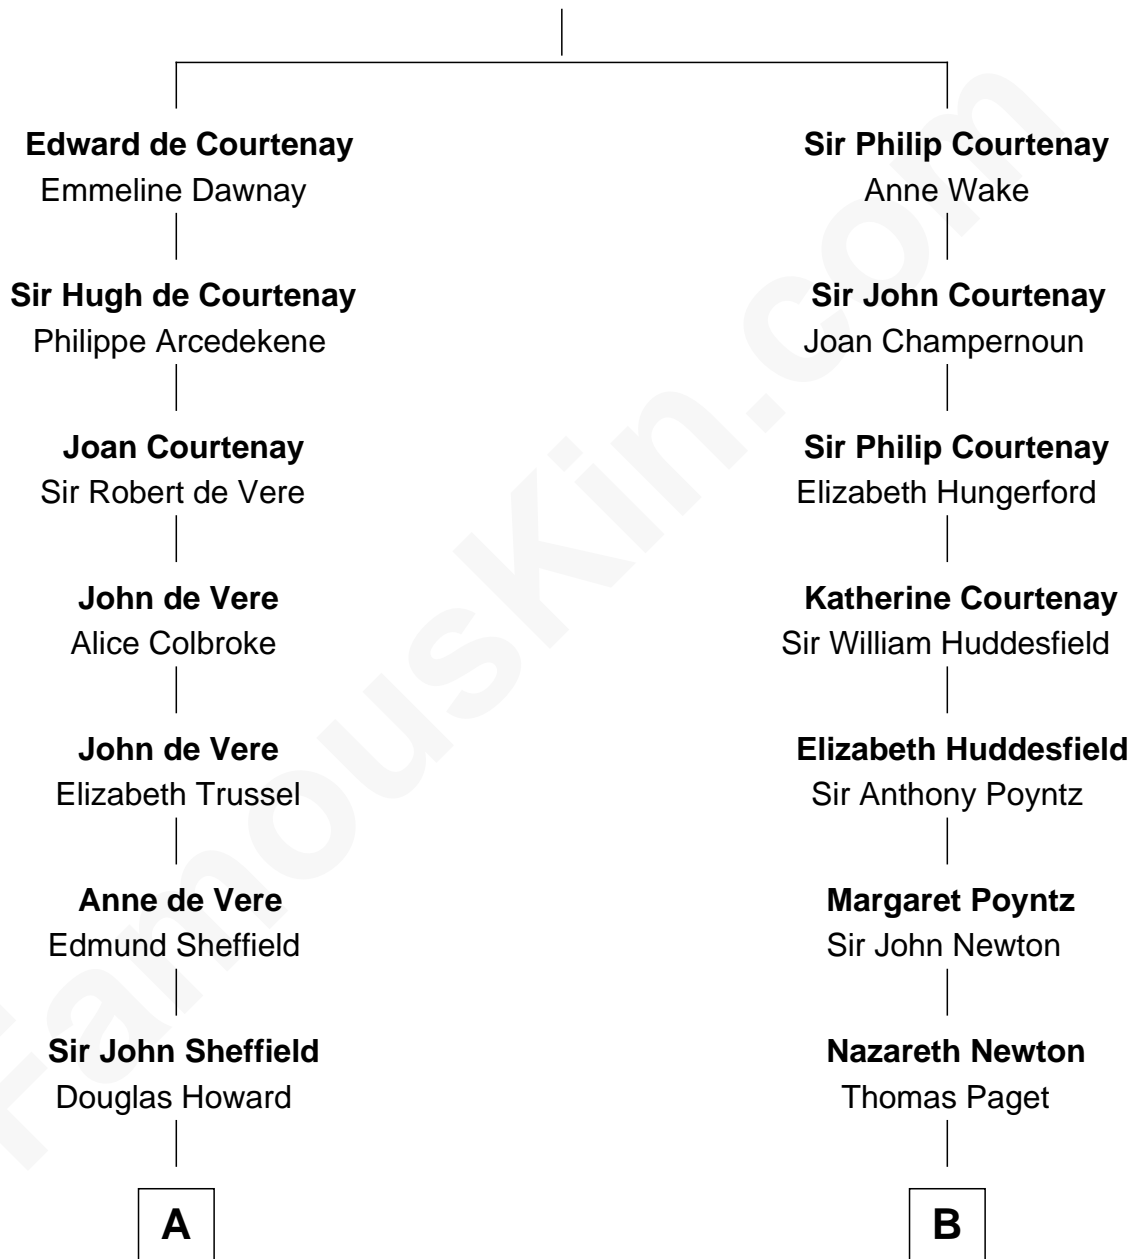 Edward de Courtenay
Emmeline Dawnay
Sir Hugh de Courtenay
Philippe Arcedekene
Joan Courtenay
Sir Robert de Vere
John de Vere
Alice Colbroke
John de Vere
Elizabeth Trussel
Anne de Vere
Edmund Sheffield
Sir John Sheffield
Douglas Howard
A
Sir Philip Courtenay
Anne Wake
Sir John Courtenay
Joan Champernoun
Sir Philip Courtenay
Elizabeth Hungerford
Katherine Courtenay
Sir William Huddesfield
Elizabeth Huddesfield
Sir Anthony Poyntz
Margaret Poyntz
Sir John Newton
Nazareth Newton
Thomas Paget
B
FamousKin.com